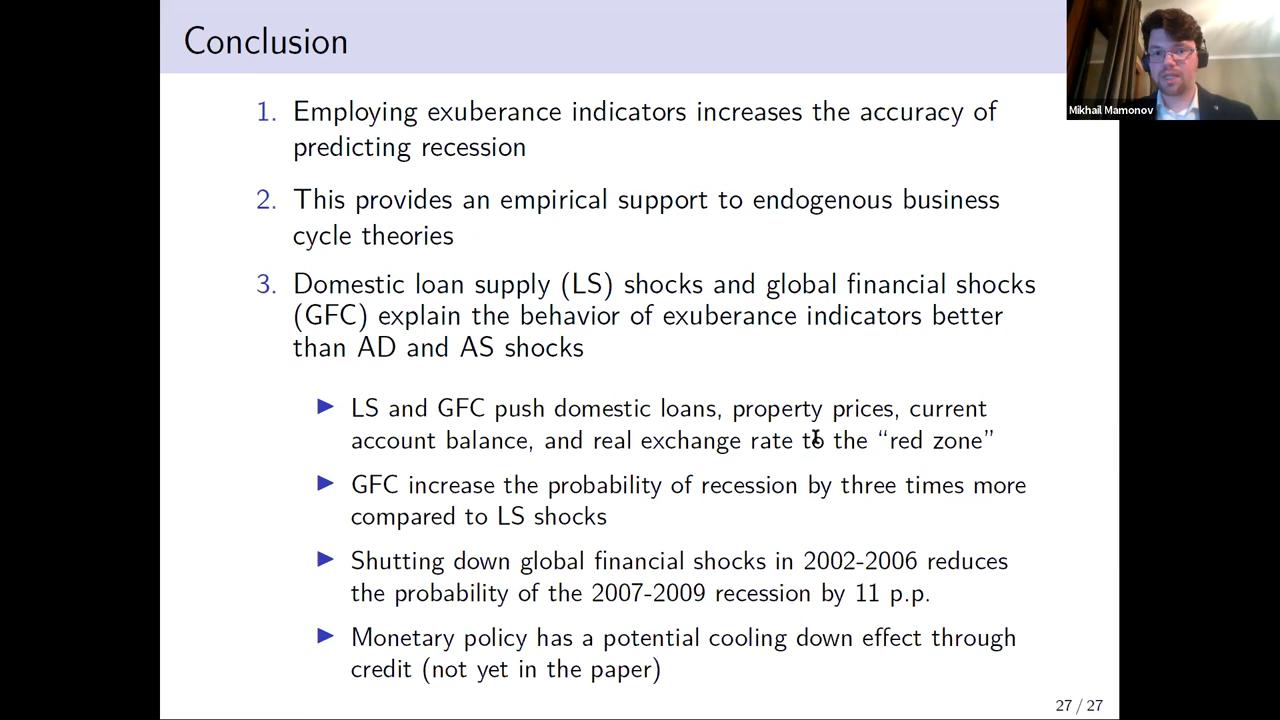 Conclusion
Mikhail Mamonov
1. Employing exuberance indicators increases the accuracy of
predicting recession
2. This provides an empirical support to endogenous business
cycle theories
3. Domestic loan supply (LS) shocks and global financial shocks
(GFC) explain the behavior of exuberance indicators better
than AD and AS shocks
▶ LS and GFC push domestic loans, property prices, current
account balance, and real exchange rate to the “red zone”
▶ GFC increase the probability of recession by three times more
compared to LS shocks
▶ Shutting down global financial shocks in 2002-2006 reduces
the probability of the 2007-2009 recession by 11 p.p.
▶ Monetary policy has a potential cooling down effect through
credit (not yet in the paper)
27 / 27